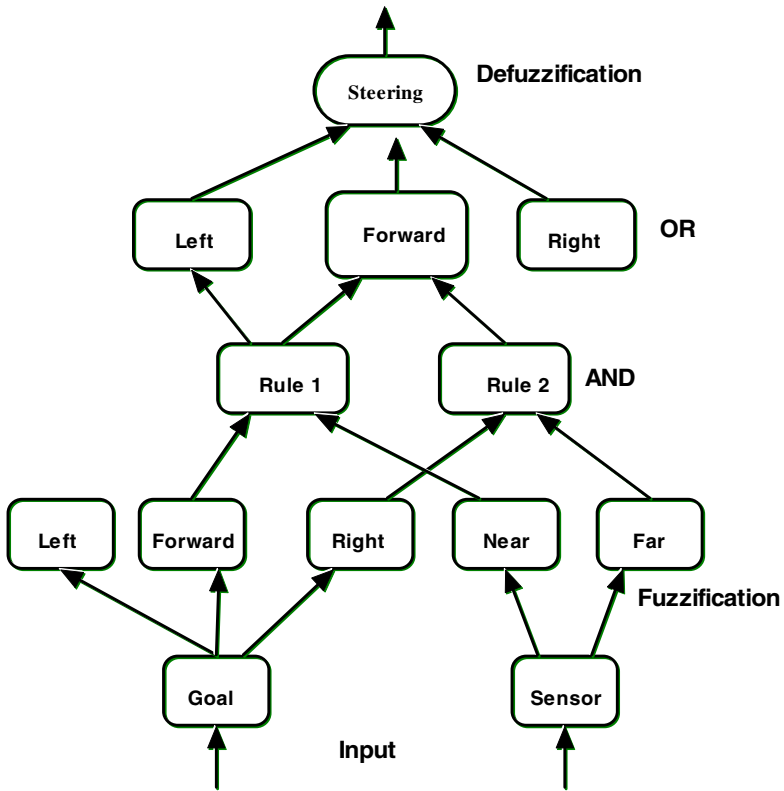 Defuzzification
Steering
Left
Forward
Right
OR
Rule 1
Rule 2
AND
Left
Forward
Right
Near
Far
Fuzzification
Goal
Sensor
Input